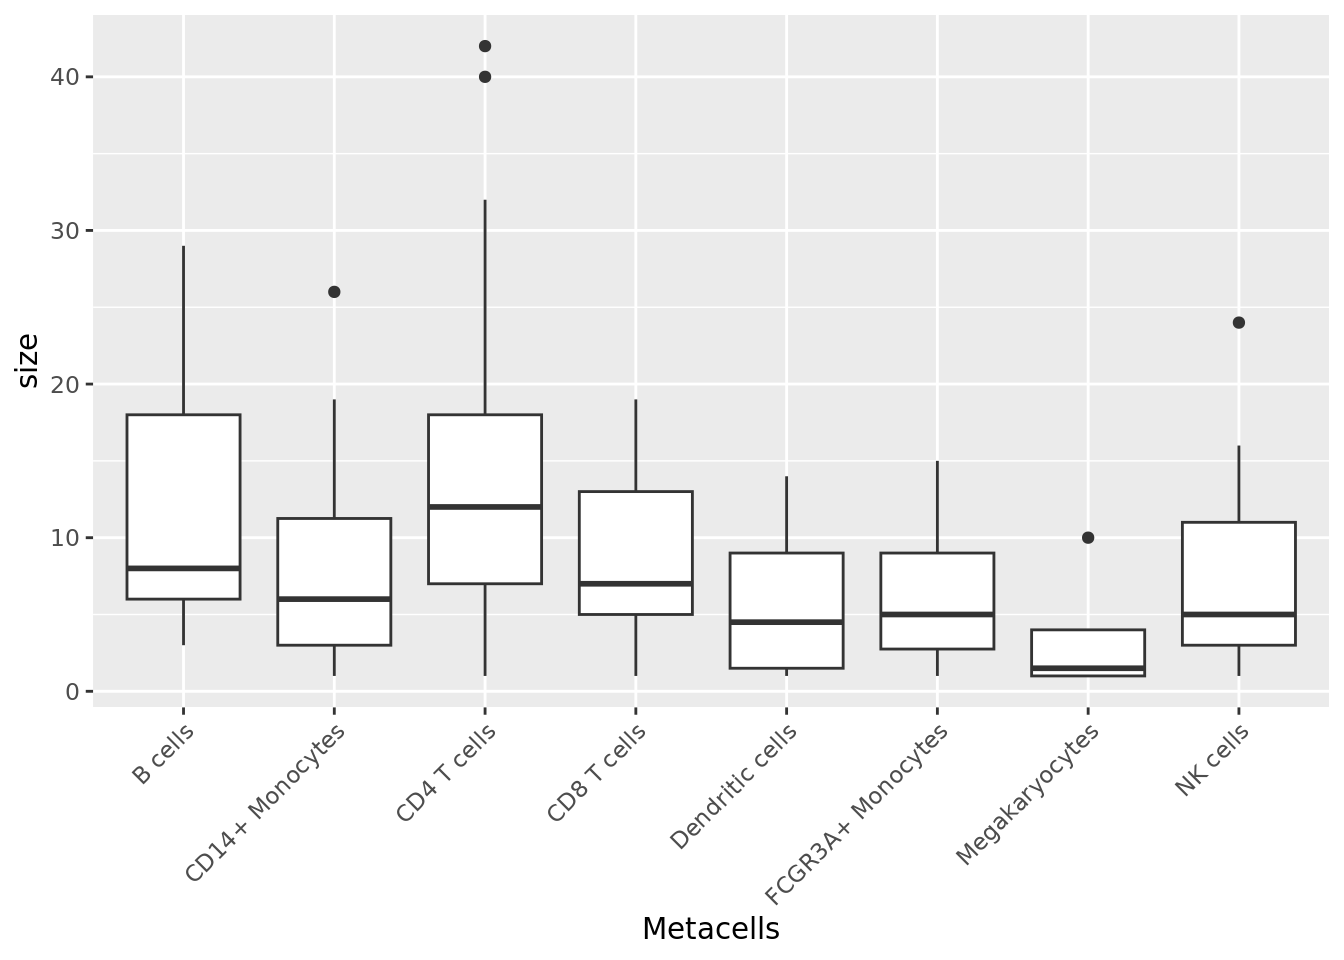 size
40
30
20
10
0
B cells
CD14+ Monocytes
CD4 T cells
CD8 T cells
Dendritic cells
FCGR3A+ Monocytes
Megakaryocytes
NK cells
Metacells